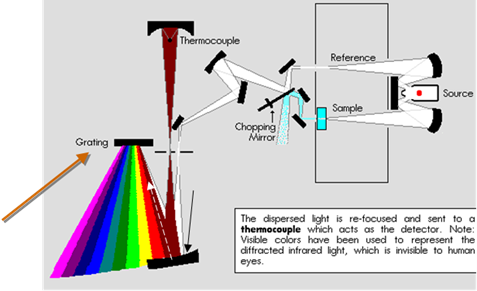 Thermocouple
Reference
Source
Sample
Chopping
Mirror
Grating
The dispersed light is re-focused and sent to a
thermocouple which acts as the detector. Note:
Visible colors have been used to represent the
diffracted infrared light, which is invisible to human
eyes.